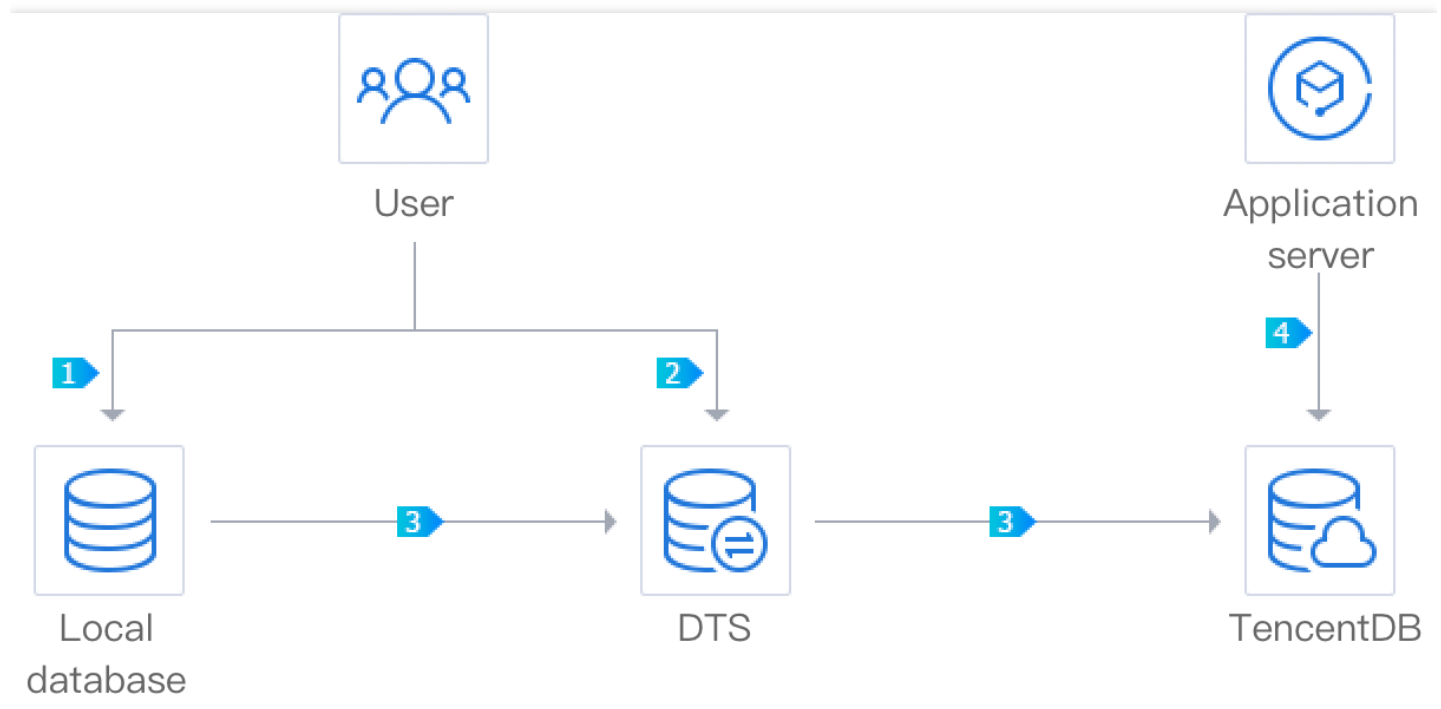 User
Application
server
1
2
4
3
3
Local
database
DTS
TencentDB